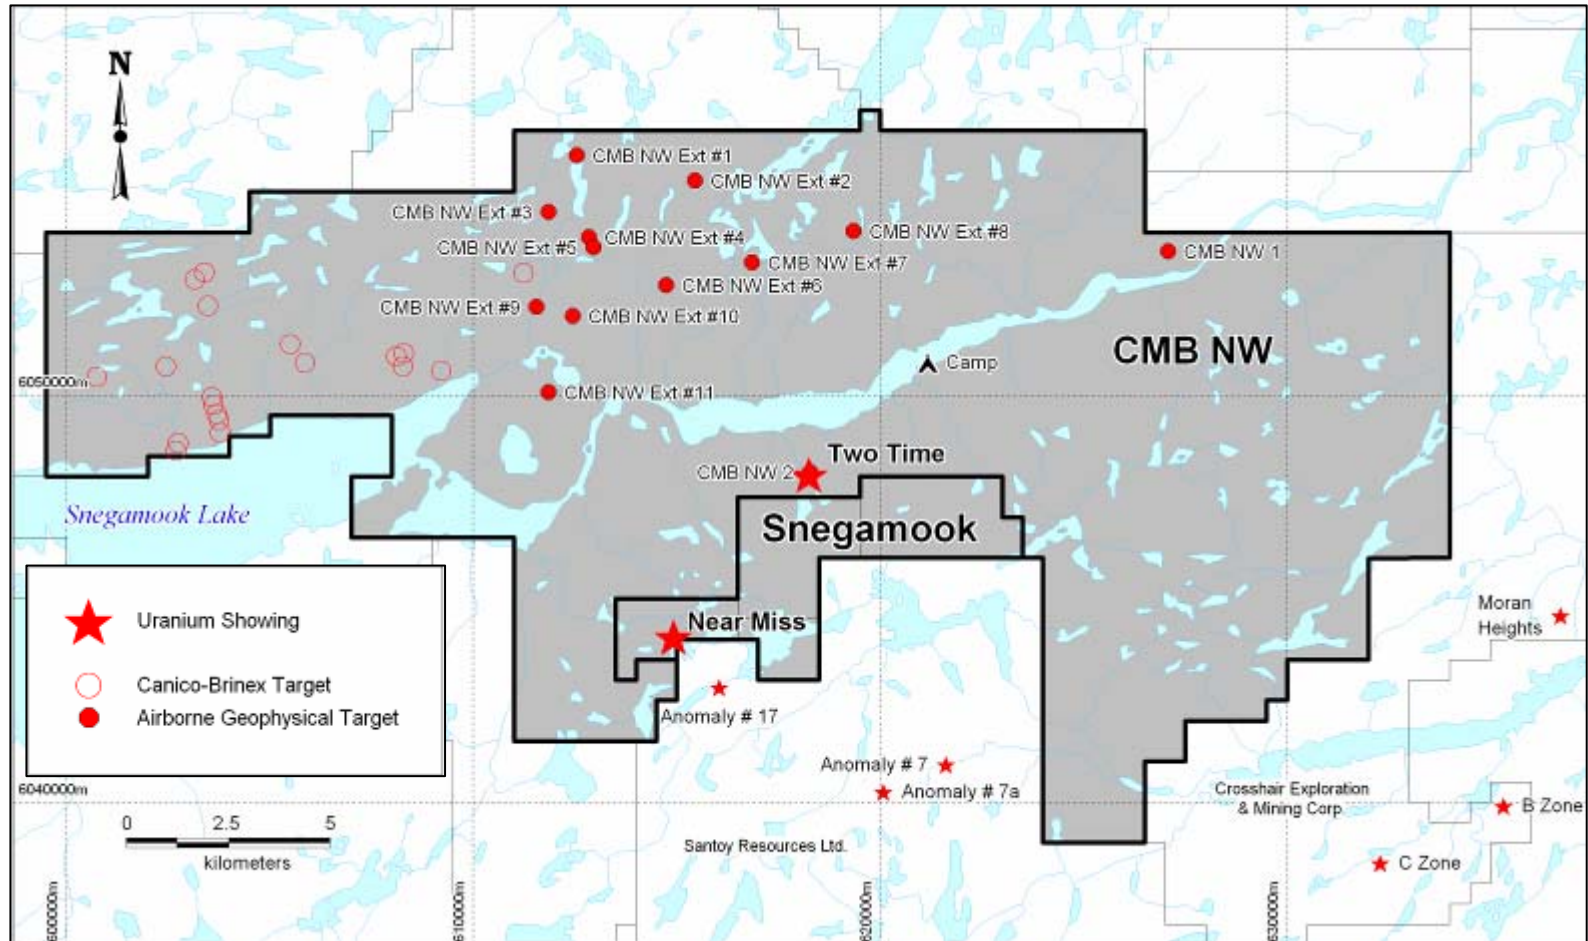 N
CMB NW Ext #1
CMB NW Ext #2
CMB NW Ext #3
CMB NW Ext #8
CMB NW Ext #4
CMB NW Ext #5
CMB NW 1
CMB NW Ext #7
CMB NW Ext #6
CMB NW Ext #9
CMB NW Ext #10
CMB NW
Camp
6050000m
CMB NW Ext #11
Two Time
CMB NW 2
Snegamook Lake
Snegamook
Uranium Showing
Near Miss
Moran
Heights
Canico-Brinex Target
Airborne Geophysical Target
Anomaly # 17
Anomaly # 7
Anomaly # 7a
6040000m
Crosshair Exploration
& Mining Corp
B Zone
0 2.5 5
kilometers
Santoy Resources Ltd.
C Zone
600000m
610000m
620000m
630000m